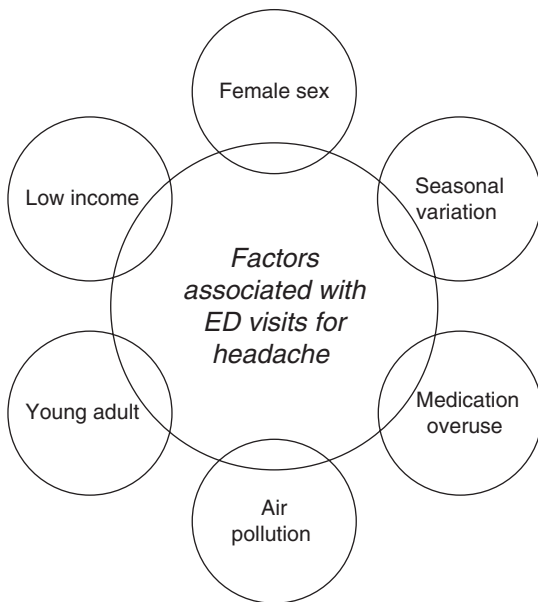 Female sex
Low income
Seasonal
variation
Factors
associated with
ED visits for
headache
Young adult
Medication
overuse
Air
pollution